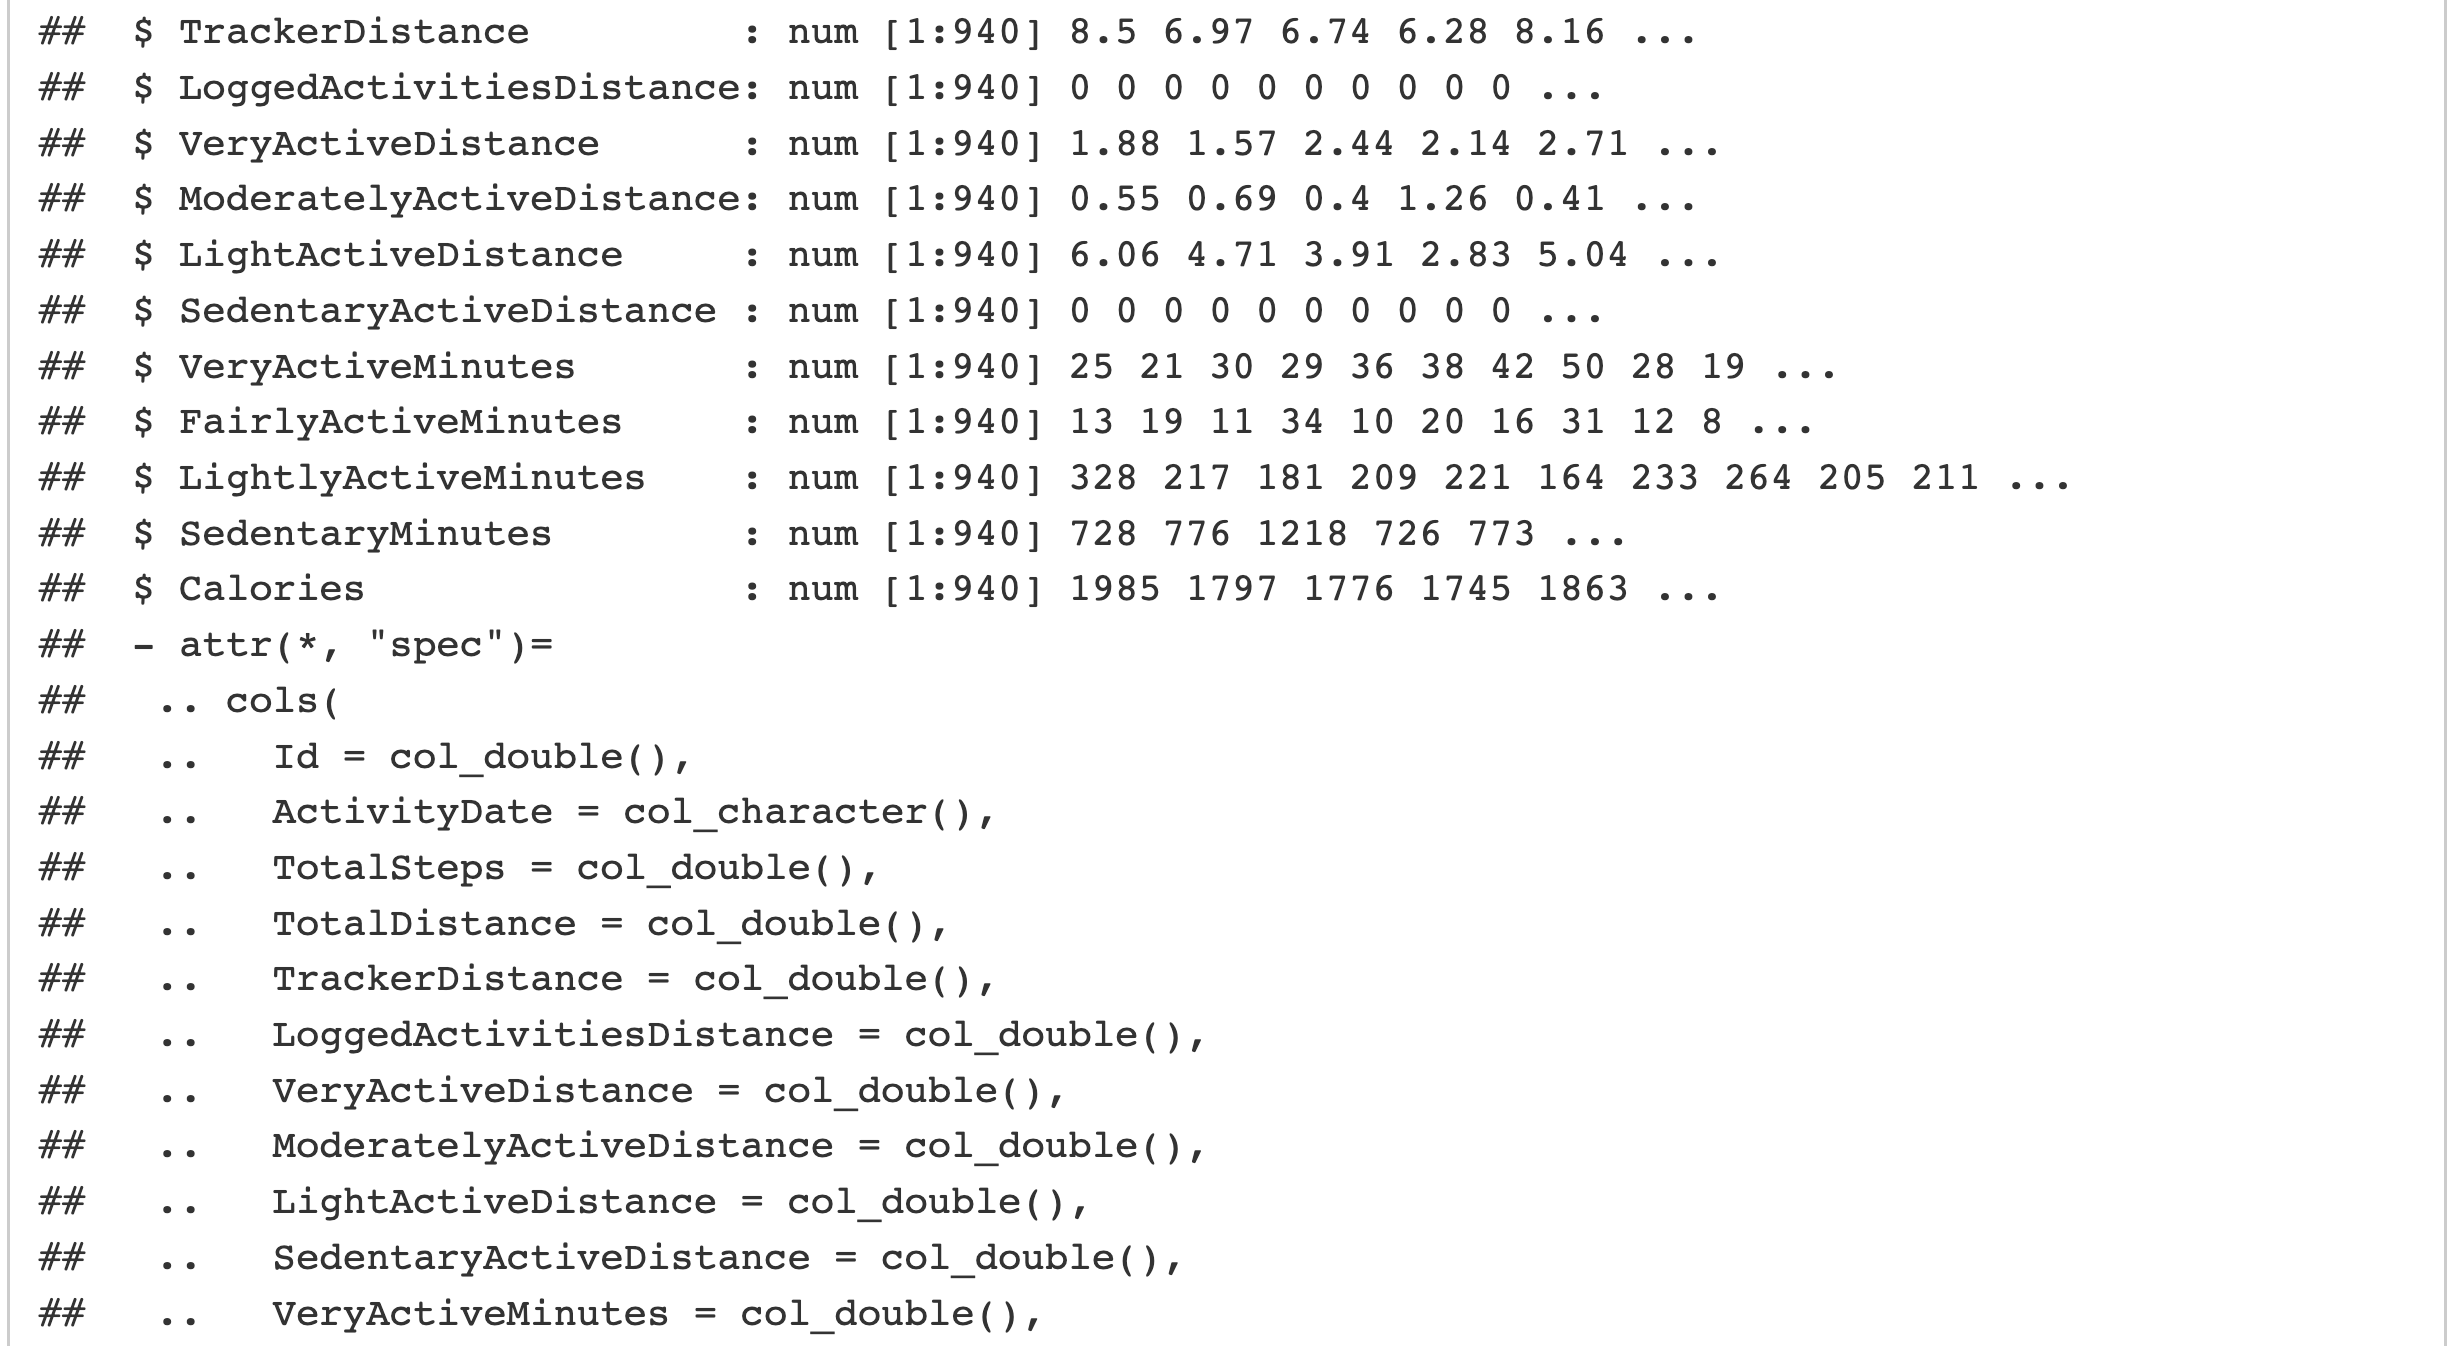 ##  $ TrackerDistance         : num [1:940] 8.5 6.97 6.74 6.28 8.16 ...
##  $ LoggedActivitiesDistance: num [1:940] 0 0 0 0 0 0 0 0 0 0 ...
##  $ VeryActiveDistance      : num [1:940] 1.88 1.57 2.44 2.14 2.71 ...
##  $ ModeratelyActiveDistance: num [1:940] 0.55 0.69 0.4 1.26 0.41 ...
##  $ LightActiveDistance     : num [1:940] 6.06 4.71 3.91 2.83 5.04 ...
##  $ SedentaryActiveDistance : num [1:940] 0 0 0 0 0 0 0 0 0 0 ...
##  $ VeryActiveMinutes       : num [1:940] 25 21 30 29 36 38 42 50 28 19 ...
##  $ FairlyActiveMinutes     : num [1:940] 13 19 11 34 10 20 16 31 12 8 ...
##  $ LightlyActiveMinutes    : num [1:940] 328 217 181 209 221 164 233 264 205 211 ...
##  $ SedentaryMinutes        : num [1:940] 728 776 1218 726 773 ...
##  $ Calories                : num [1:940] 1985 1797 1776 1745 1863 ...
##  - attr(*, "spec")=
##   .. cols(
##   ..   Id = col_double(),
##   ..   ActivityDate = col_character(),
##   ..   TotalSteps = col_double(),
##   ..   TotalDistance = col_double(),
##   ..   TrackerDistance = col_double(),
##   ..   LoggedActivitiesDistance = col_double(),
##   ..   VeryActiveDistance = col_double(),
##   ..   ModeratelyActiveDistance = col_double(),
##   ..   LightActiveDistance = col_double(),
##   ..   SedentaryActiveDistance = col_double(),
##   ..   VeryActiveMinutes = col_double(),